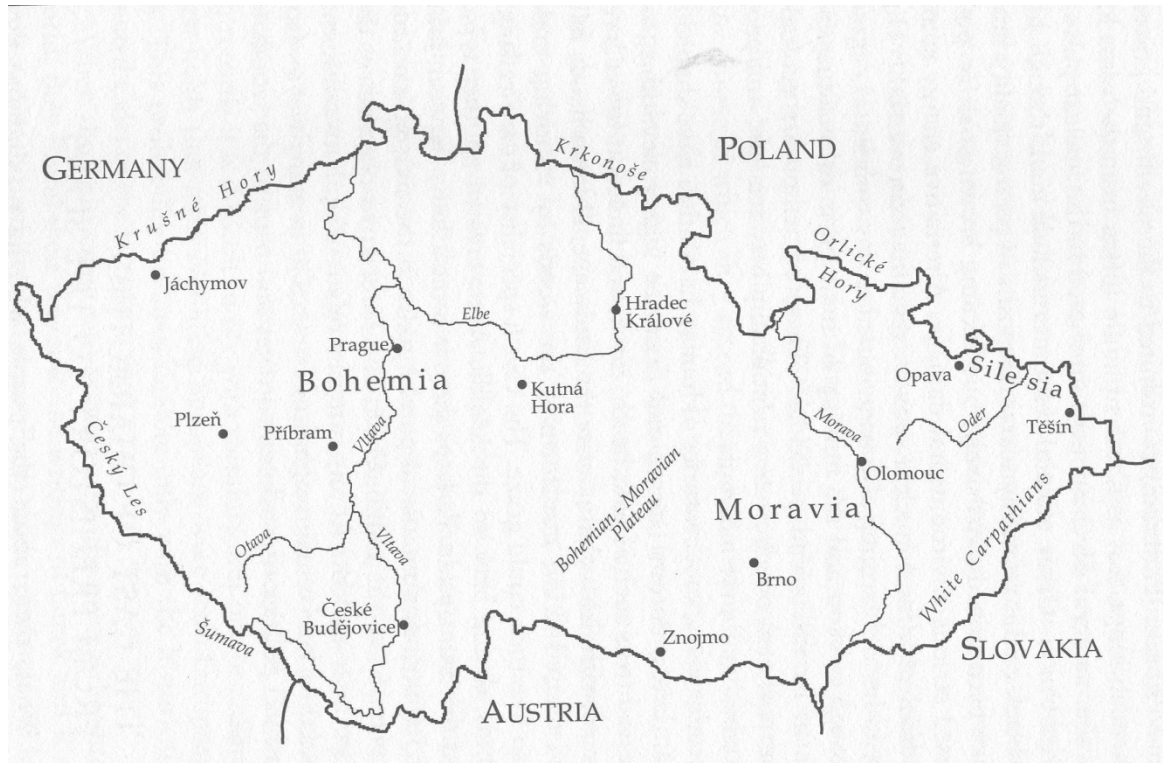 GERMANY
POLAND
Krušné Hory
Krkonoše
Orlické
Hory
Jáchymov
Elbe
Hradec
Králové
Prague
Bohemia
Kutná
Hora
Opava
Silesia
Oder
Těšín
Plzeň
Příbram
Vltava
Český Les
Morava
Olomouc
Bohemian - Moravian
Plateau
Moravia
Otava
Vltava
Brno
White Carpathians
České
Budějovice
Šumava
Znojmo
SLOVAKIA
AUSTRIA